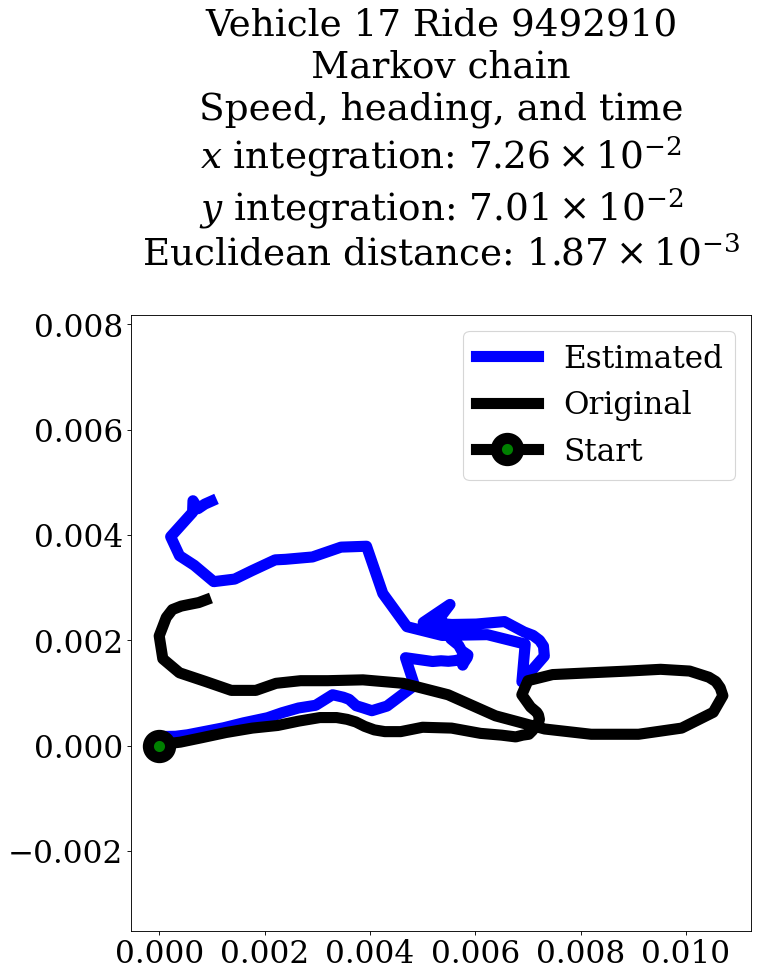 Vehicle 17 Ride 9492910
Markov chain
Speed, heading, and time
x integration: 7.26 × 10⁻²
y integration: 7.01 × 10⁻²
Euclidean distance: 1.87 × 10⁻³
0.008
0.006
0.004
0.002
0.000
−0.002
Estimated
Original
Start
0.000 0.002 0.004 0.006 0.008 0.010